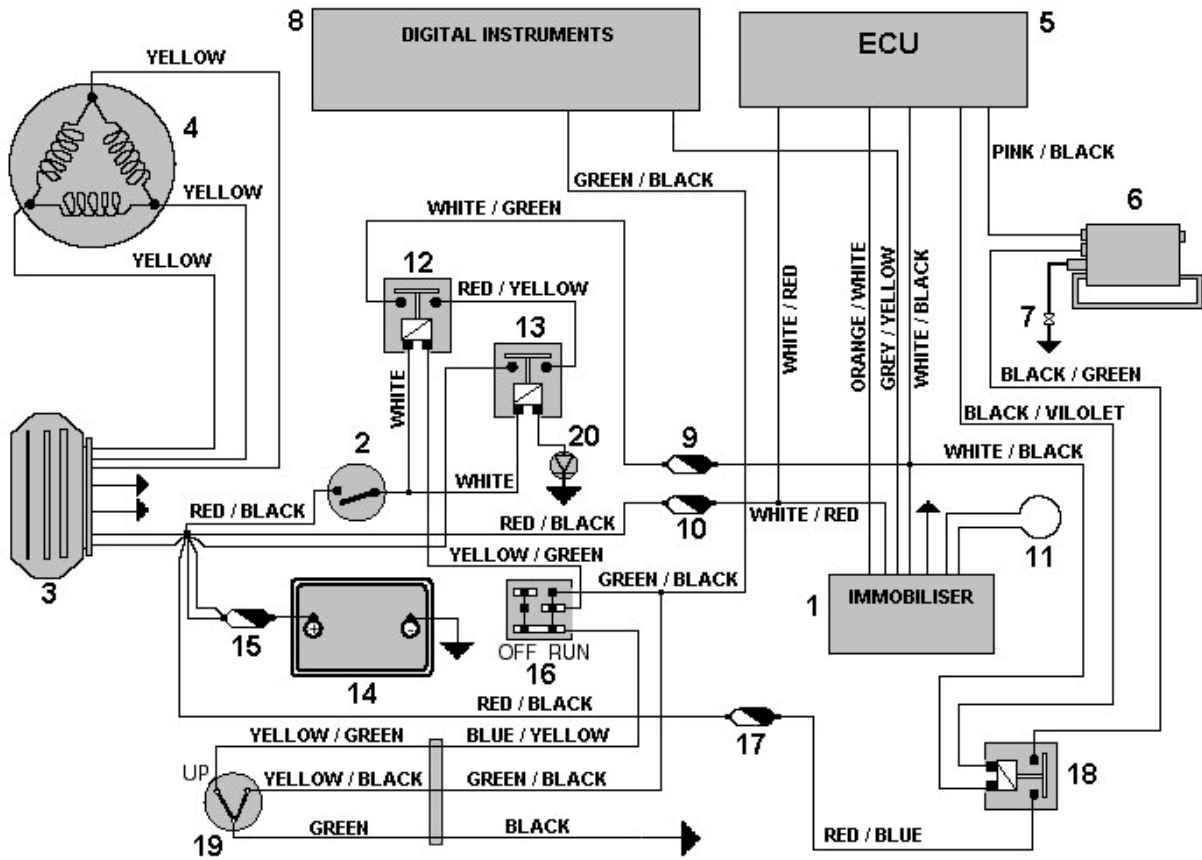 8
DIGITAL INSTRUMENTS
ECU
5
YELLOW
4
PINK / BLACK
GREEN / BLACK
YELLOW
WHITE / GREEN
6
12
RED / YELLOW
YELLOW
13
WHITE / RED
ORANGE / WHITE
GREY / YELLOW
WHITE / BLACK
7
BLACK / GREEN
WHITE
BLACK / VILOLET
2
20
9
WHITE / BLACK
WHITE
RED / BLACK
RED / BLACK
10
WHITE / RED
11
YELLOW / GREEN
GREEN / BLACK
3
1
IMMOBILISER
15
+
-
OFF RUN
16
14
RED / BLACK
17
YELLOW / GREEN
BLUE / YELLOW
UP
YELLOW / BLACK
GREEN / BLACK
18
GREEN
BLACK
RED / BLUE
19